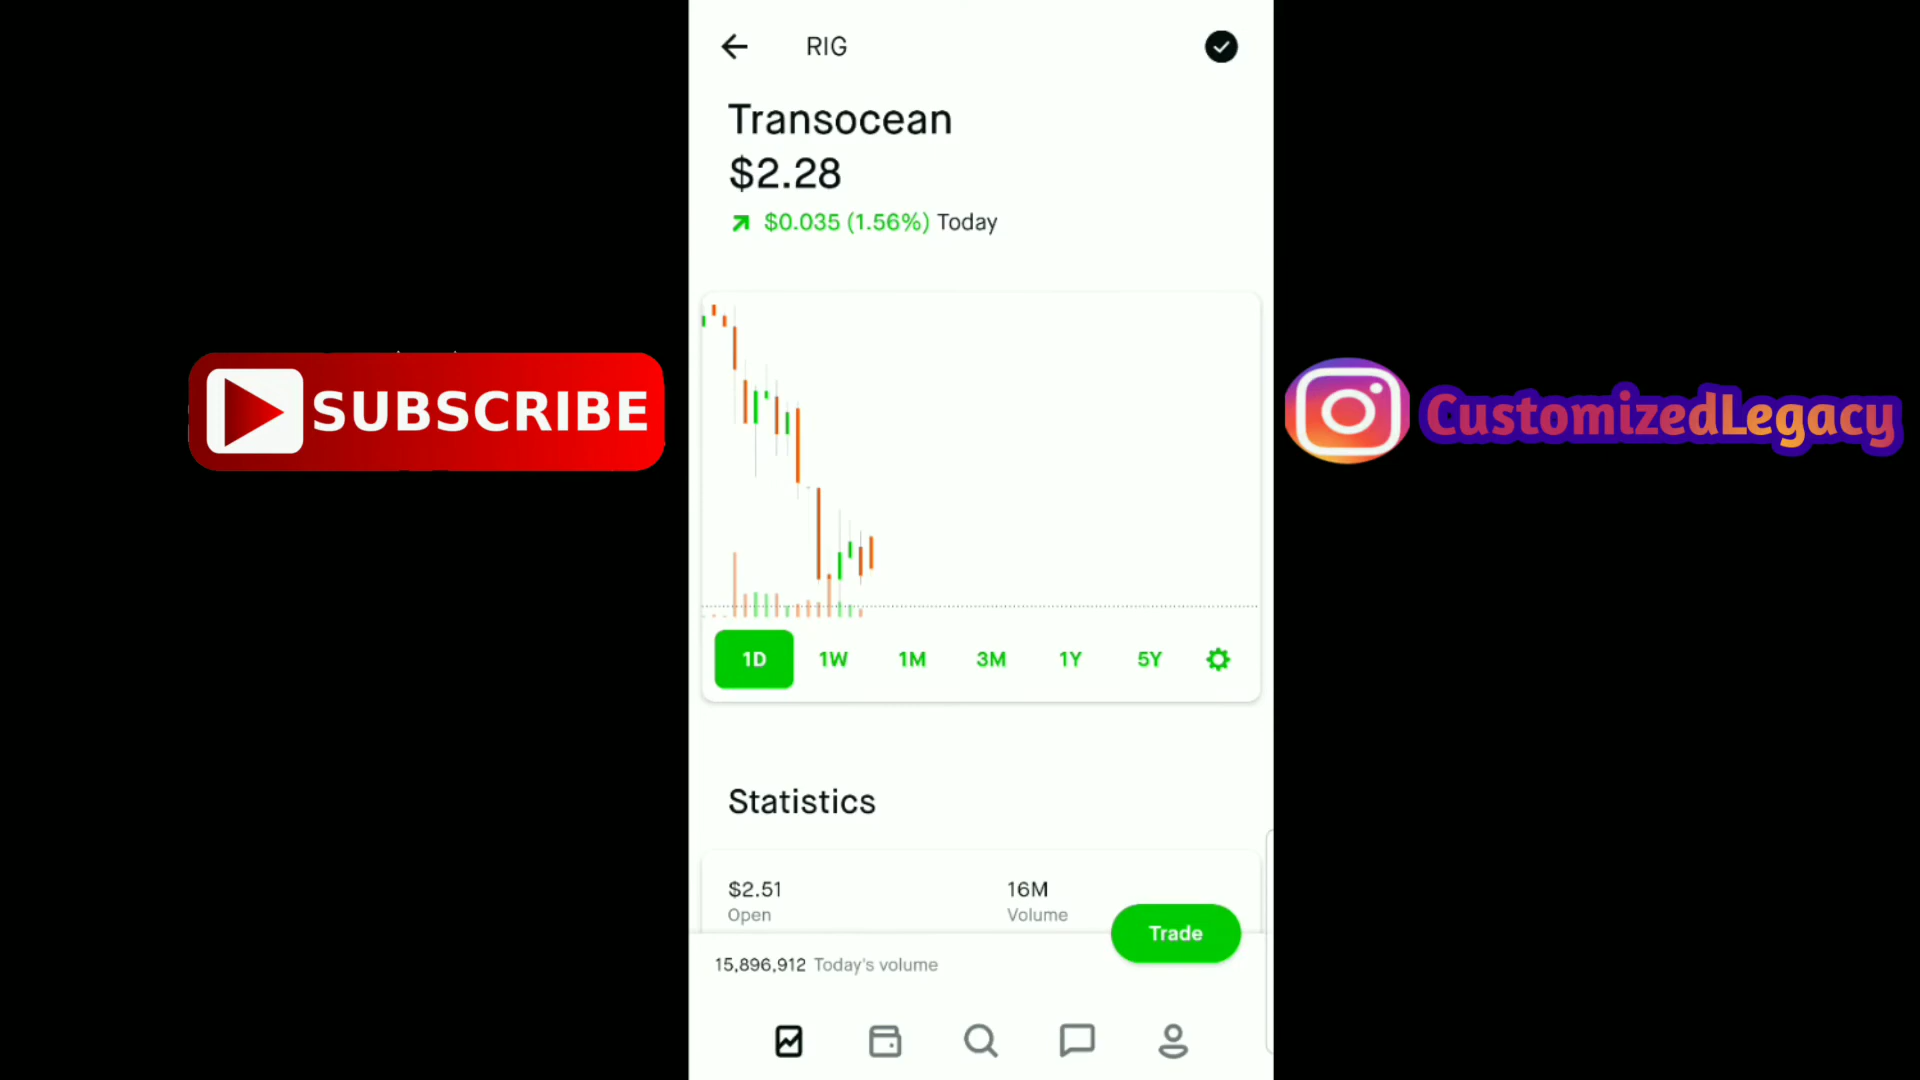 RIG
Transocean
$2.28
$0.035 (1.56%) Today
SUBSCRIBE
CustomizedLegacy
1D 1W 1M 3M 1Y 5Y
Statistics
$2.51 16M
Open Volume
Trade
15,896,912 Today's volume